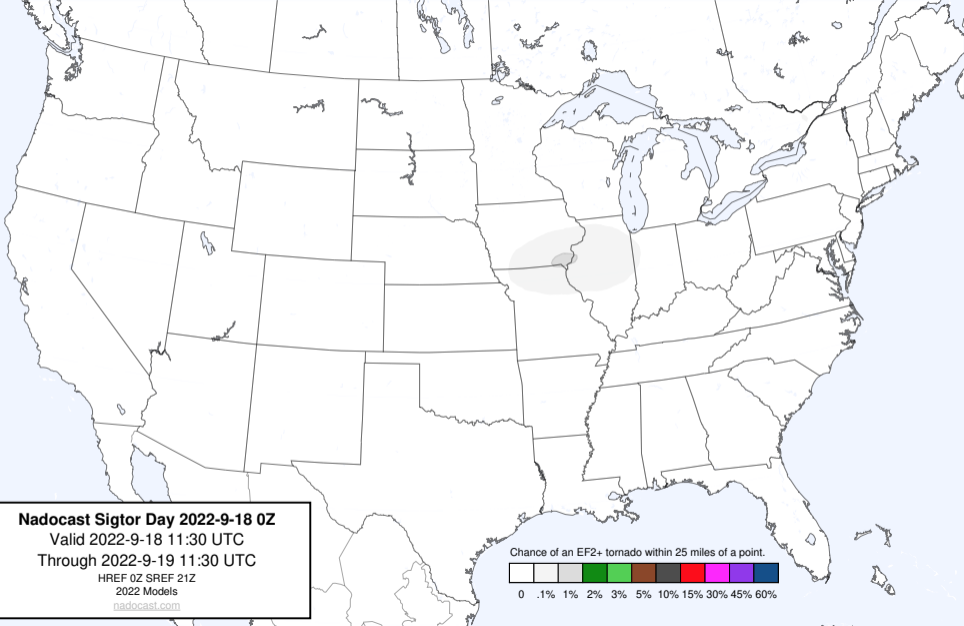 Nadocast Sigtor Day 2022-9-18 0Z
Valid 2022-9-18 11:30 UTC
Through 2022-9-19 11:30 UTC
HREF 0Z SREF 21Z
2022 Models
nadocast.com
Chance of an EF2+ tornado within 25 miles of a point.
0 .1% 1% 2% 3% 5% 10% 15% 30% 45% 60%